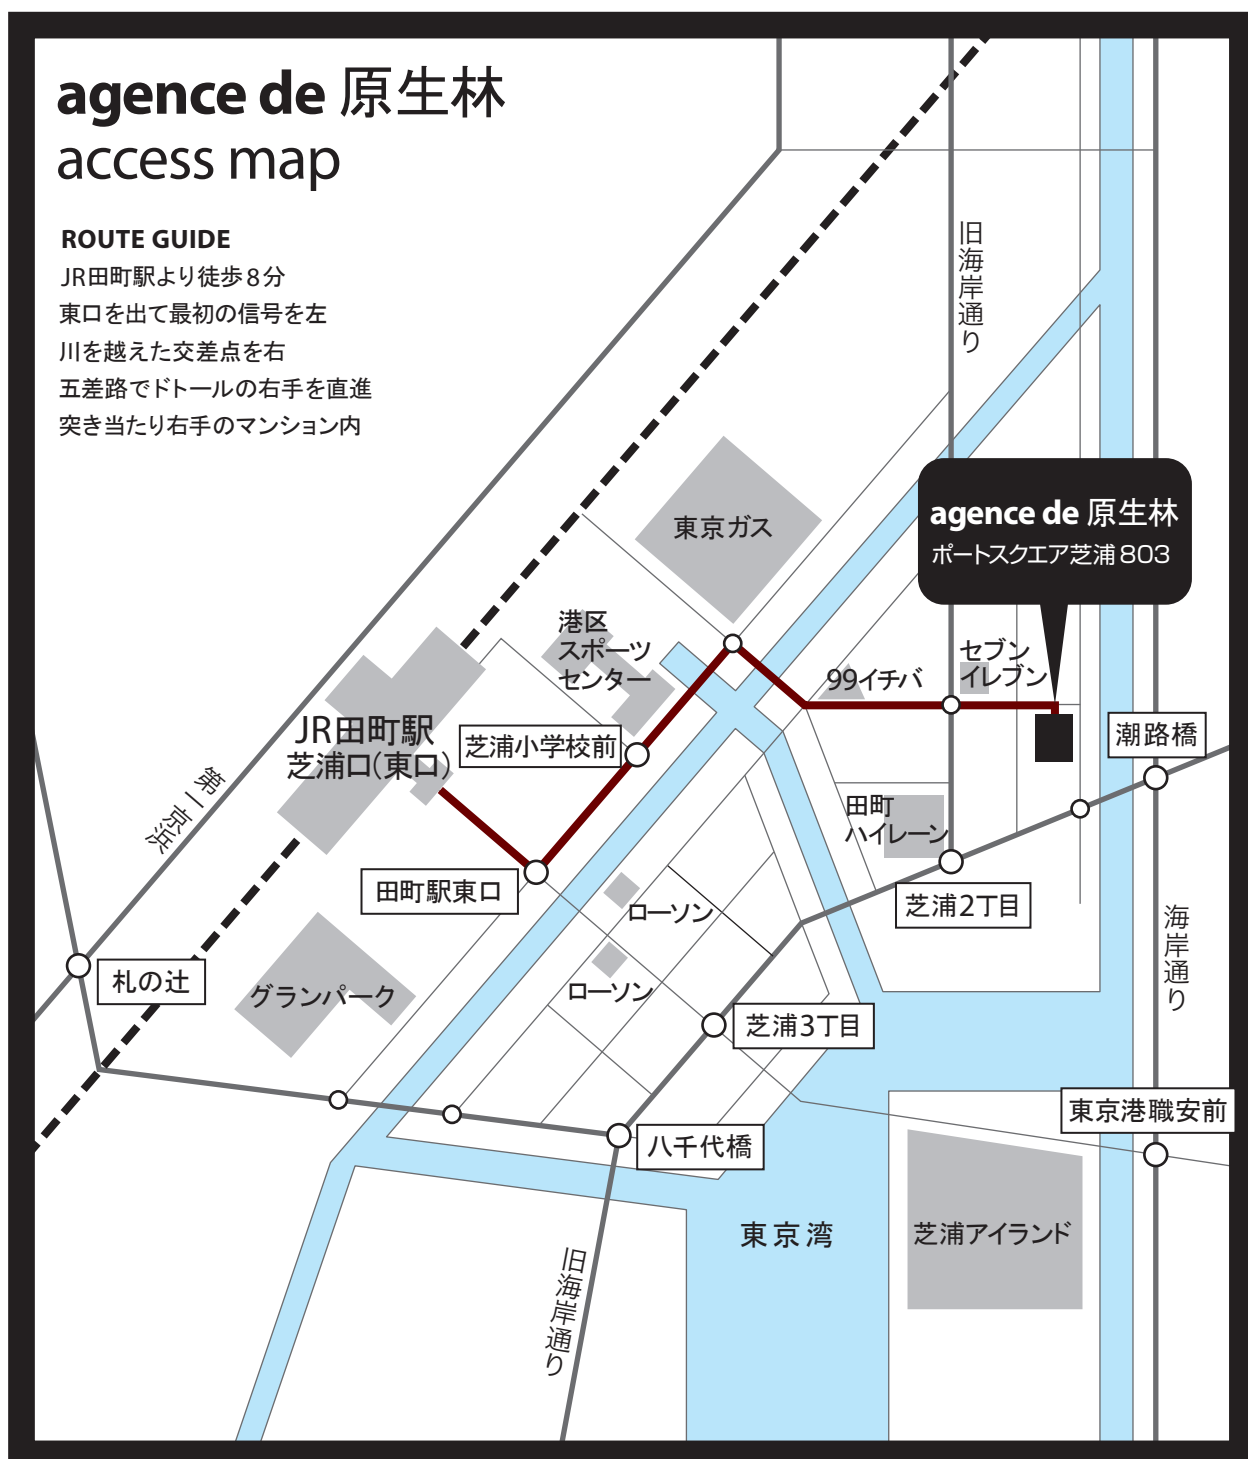 agence de 原生林
access map
ROUTE GUIDE
JR田町駅より徒歩8分
東口を出て最初の信号を左
川を越えた交差点を右
五差路でドトールの右手を直進
突き当たり右手のマンション内
旧海岸通り
東京ガス
agence de 原生林
ポートスクエア芝浦803
港区
スポーツ
センター
99イチバ
セブン
イレブン
JR田町駅
芝浦口(東口)
芝浦小学校前
潮路橋
第一京浜
田町
ハイレーン
田町駅東口
ローソン
芝浦2丁目
海岸通り
札の辻
グランパーク
ローソン
芝浦3丁目
東京港職安前
八千代橋
東京湾
芝浦アイランド
旧海岸通り